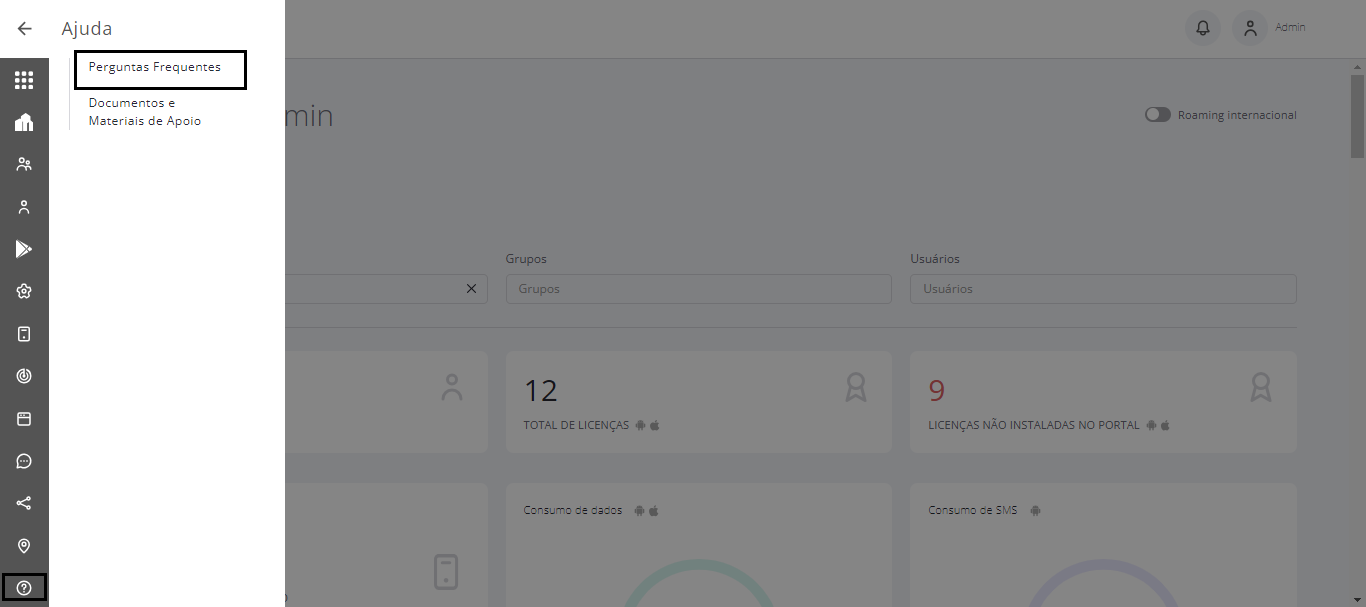 Ajuda
Admin
Perguntas Frequentes
Documentos e
Materiais de Apoio
min
Roaming internacional
Grupos
Usuários
Grupos
Usuários
12
9
TOTAL DE LICENÇAS
LICENÇAS NÃO INSTALADAS NO PORTAL
Consumo de dados
Consumo de SMS